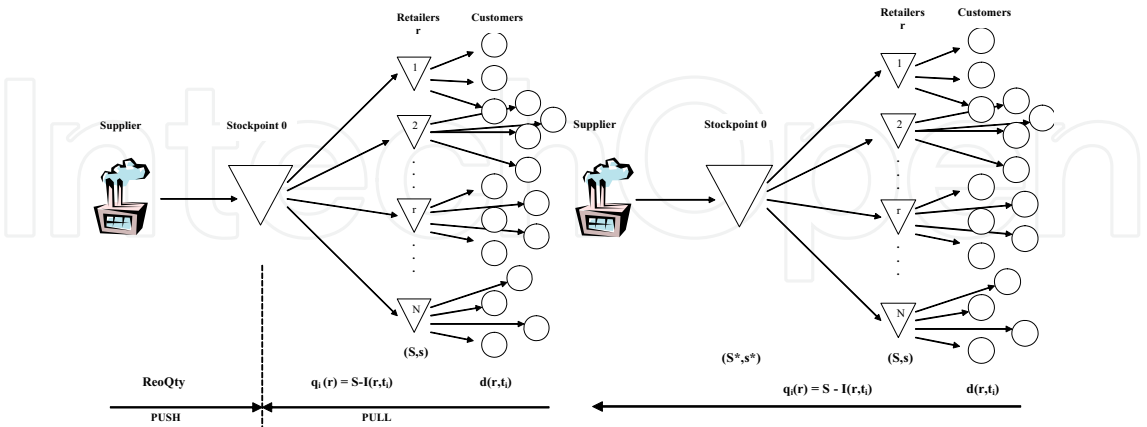 Retailers
r
Customers
1
2
r
N
Supplier
Stockpoint 0
(S,s)
ReoQty
qᵢ(r) = S-I(r,tᵢ)
d(r,tᵢ)
PUSH
PULL
Retailers
r
Customers
1
2
r
N
Supplier
Stockpoint 0
(S*,s*)
(S,s)
qᵢ(r) = S - I(r,tᵢ)
d(r,tᵢ)
IntechOpen